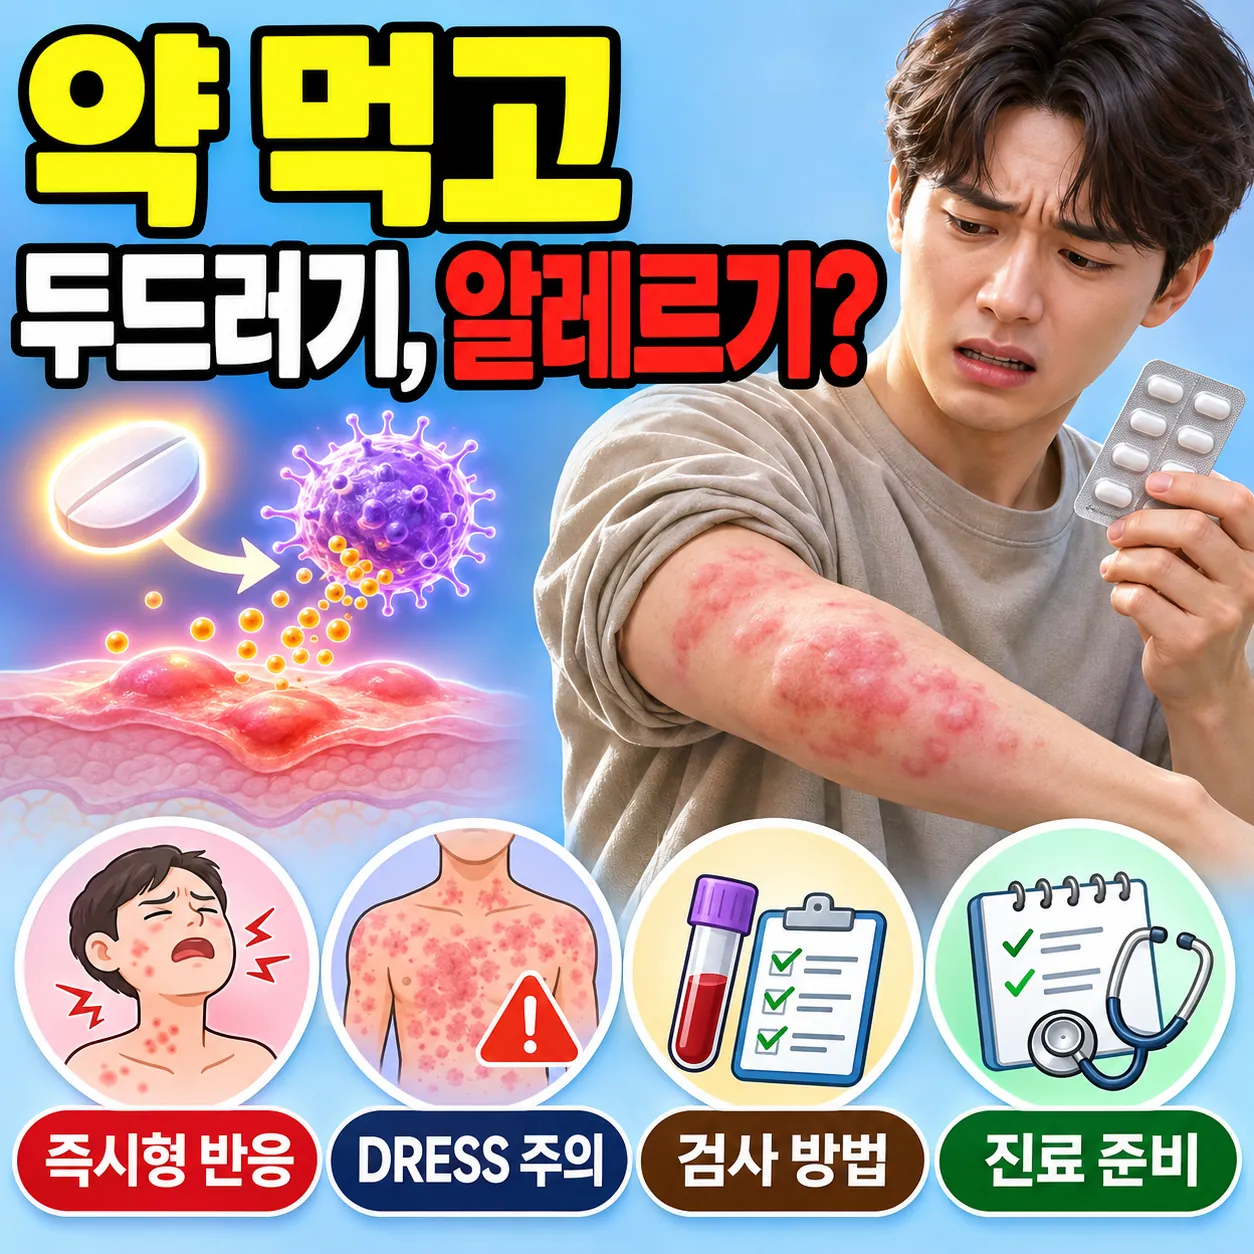 약 먹고
두드러기, 알레르기?
즉시형 반응
DRESS 주의
검사 방법
진료 준비